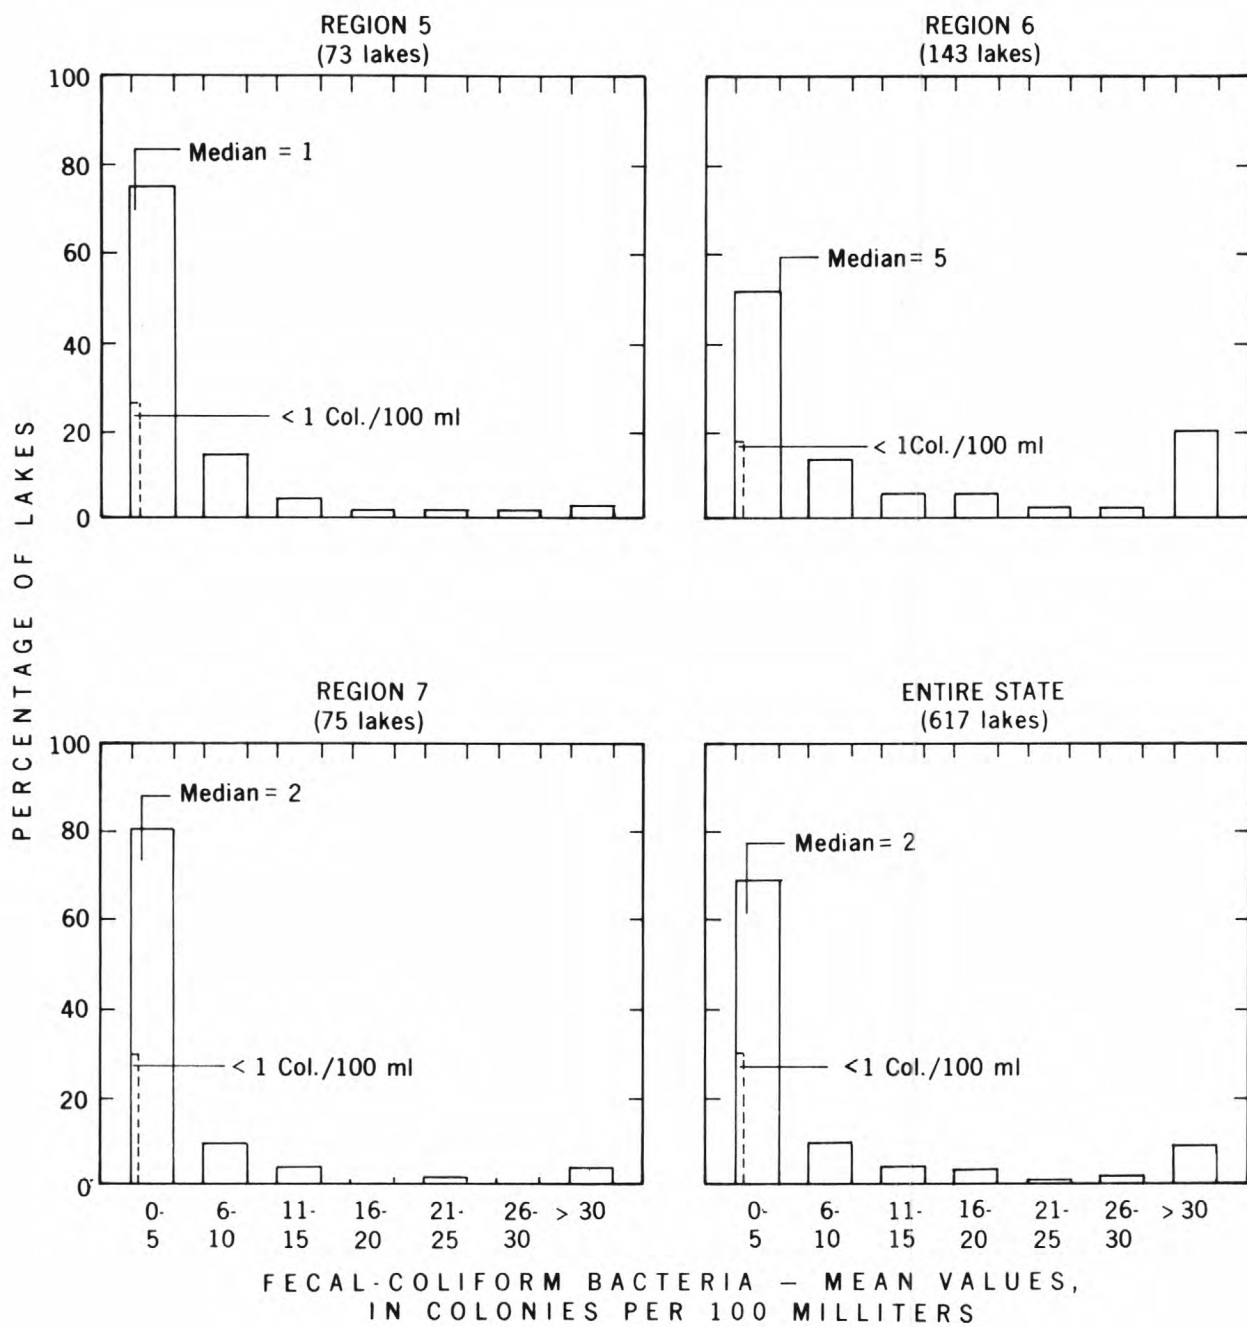 REGION 5
(73 lakes)
100
80
60
40
20
0
Median = 1
< 1 Col./100 ml
REGION 6
(143 lakes)
Median = 5
< 1Col./100 ml
PERCENTAGE OF LAKES
REGION 7
(75 lakes)
100
80
60
40
20
0
Median = 2
< 1 Col./100 ml
0-
5
6-
10
11-
15
16-
20
21-
25
26-
30
> 30
ENTIRE STATE
(617 lakes)
Median = 2
< 1 Col./100 ml
0-
5
6-
10
11-
15
16-
20
21-
25
26-
30
> 30
FECAL-COLIFORM BACTERIA – MEAN VALUES,
IN COLONIES PER 100 MILLITERS